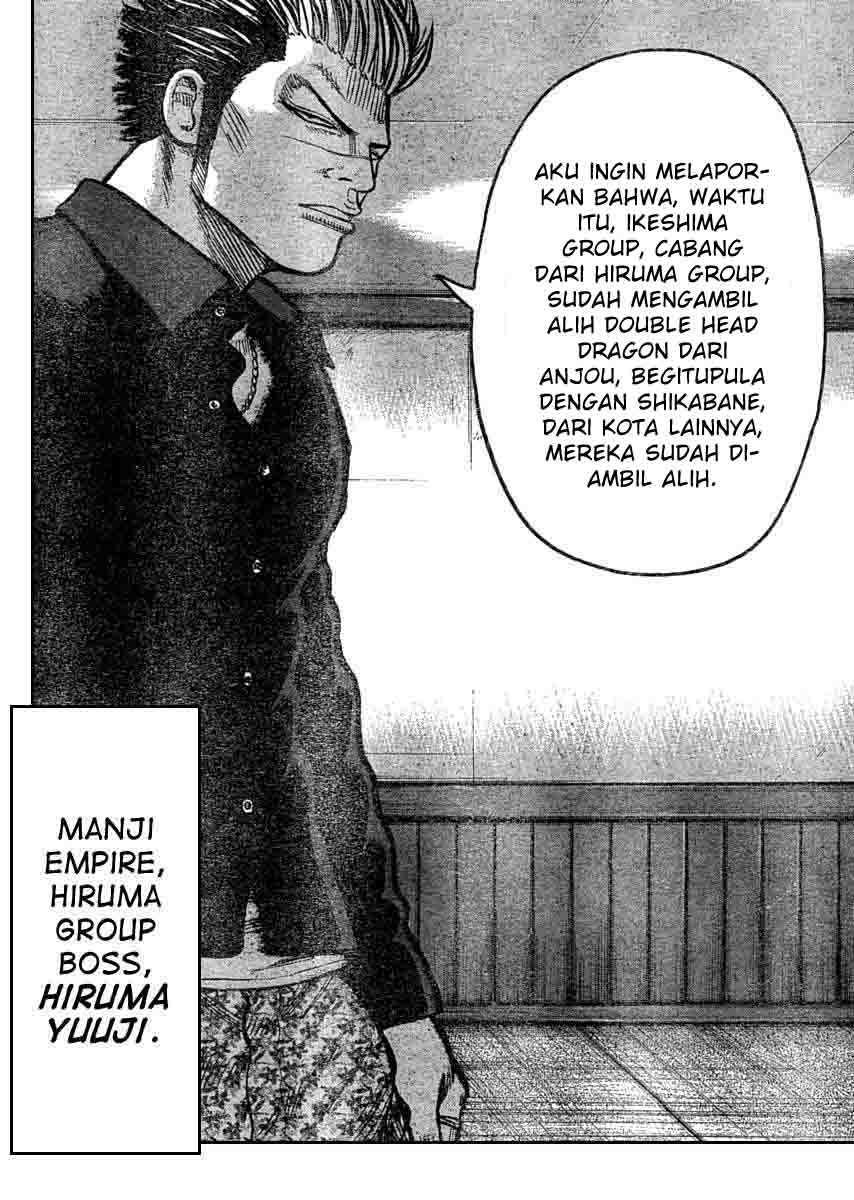 AKU INGIN MELAPOR-
KAN BAHWA, WAKTU
ITU, IKESHIMA
GROUP, CABANG
DARI HIRUMA GROUP,
SUDAH MENGAMBIL
ALIH DOUBLE HEAD
DRAGON DARI
ANJOU, BEGITUPULA
DENGAN SHIKABANE,
DARI KOTA LAINNYA,
MEREKA SUDAH DI-
AMBIL ALIH.
MANJI
EMPIRE,
HIRUMA
GROUP
BOSS,
HIRUMA
YUUJI.